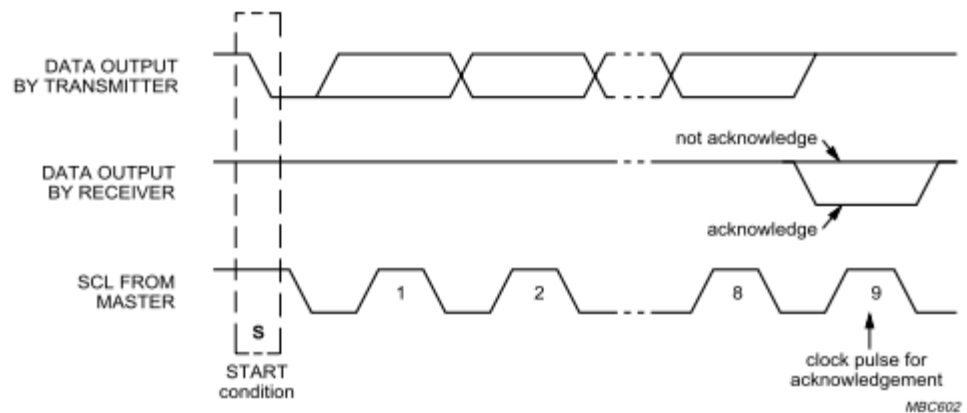 DATA OUTPUT
BY TRANSMITTER
not acknowledge
DATA OUTPUT
BY RECEIVER
acknowledge
SCL FROM
MASTER
1
2
8
9
S
START
condition
clock pulse for
acknowledgement
MBC602